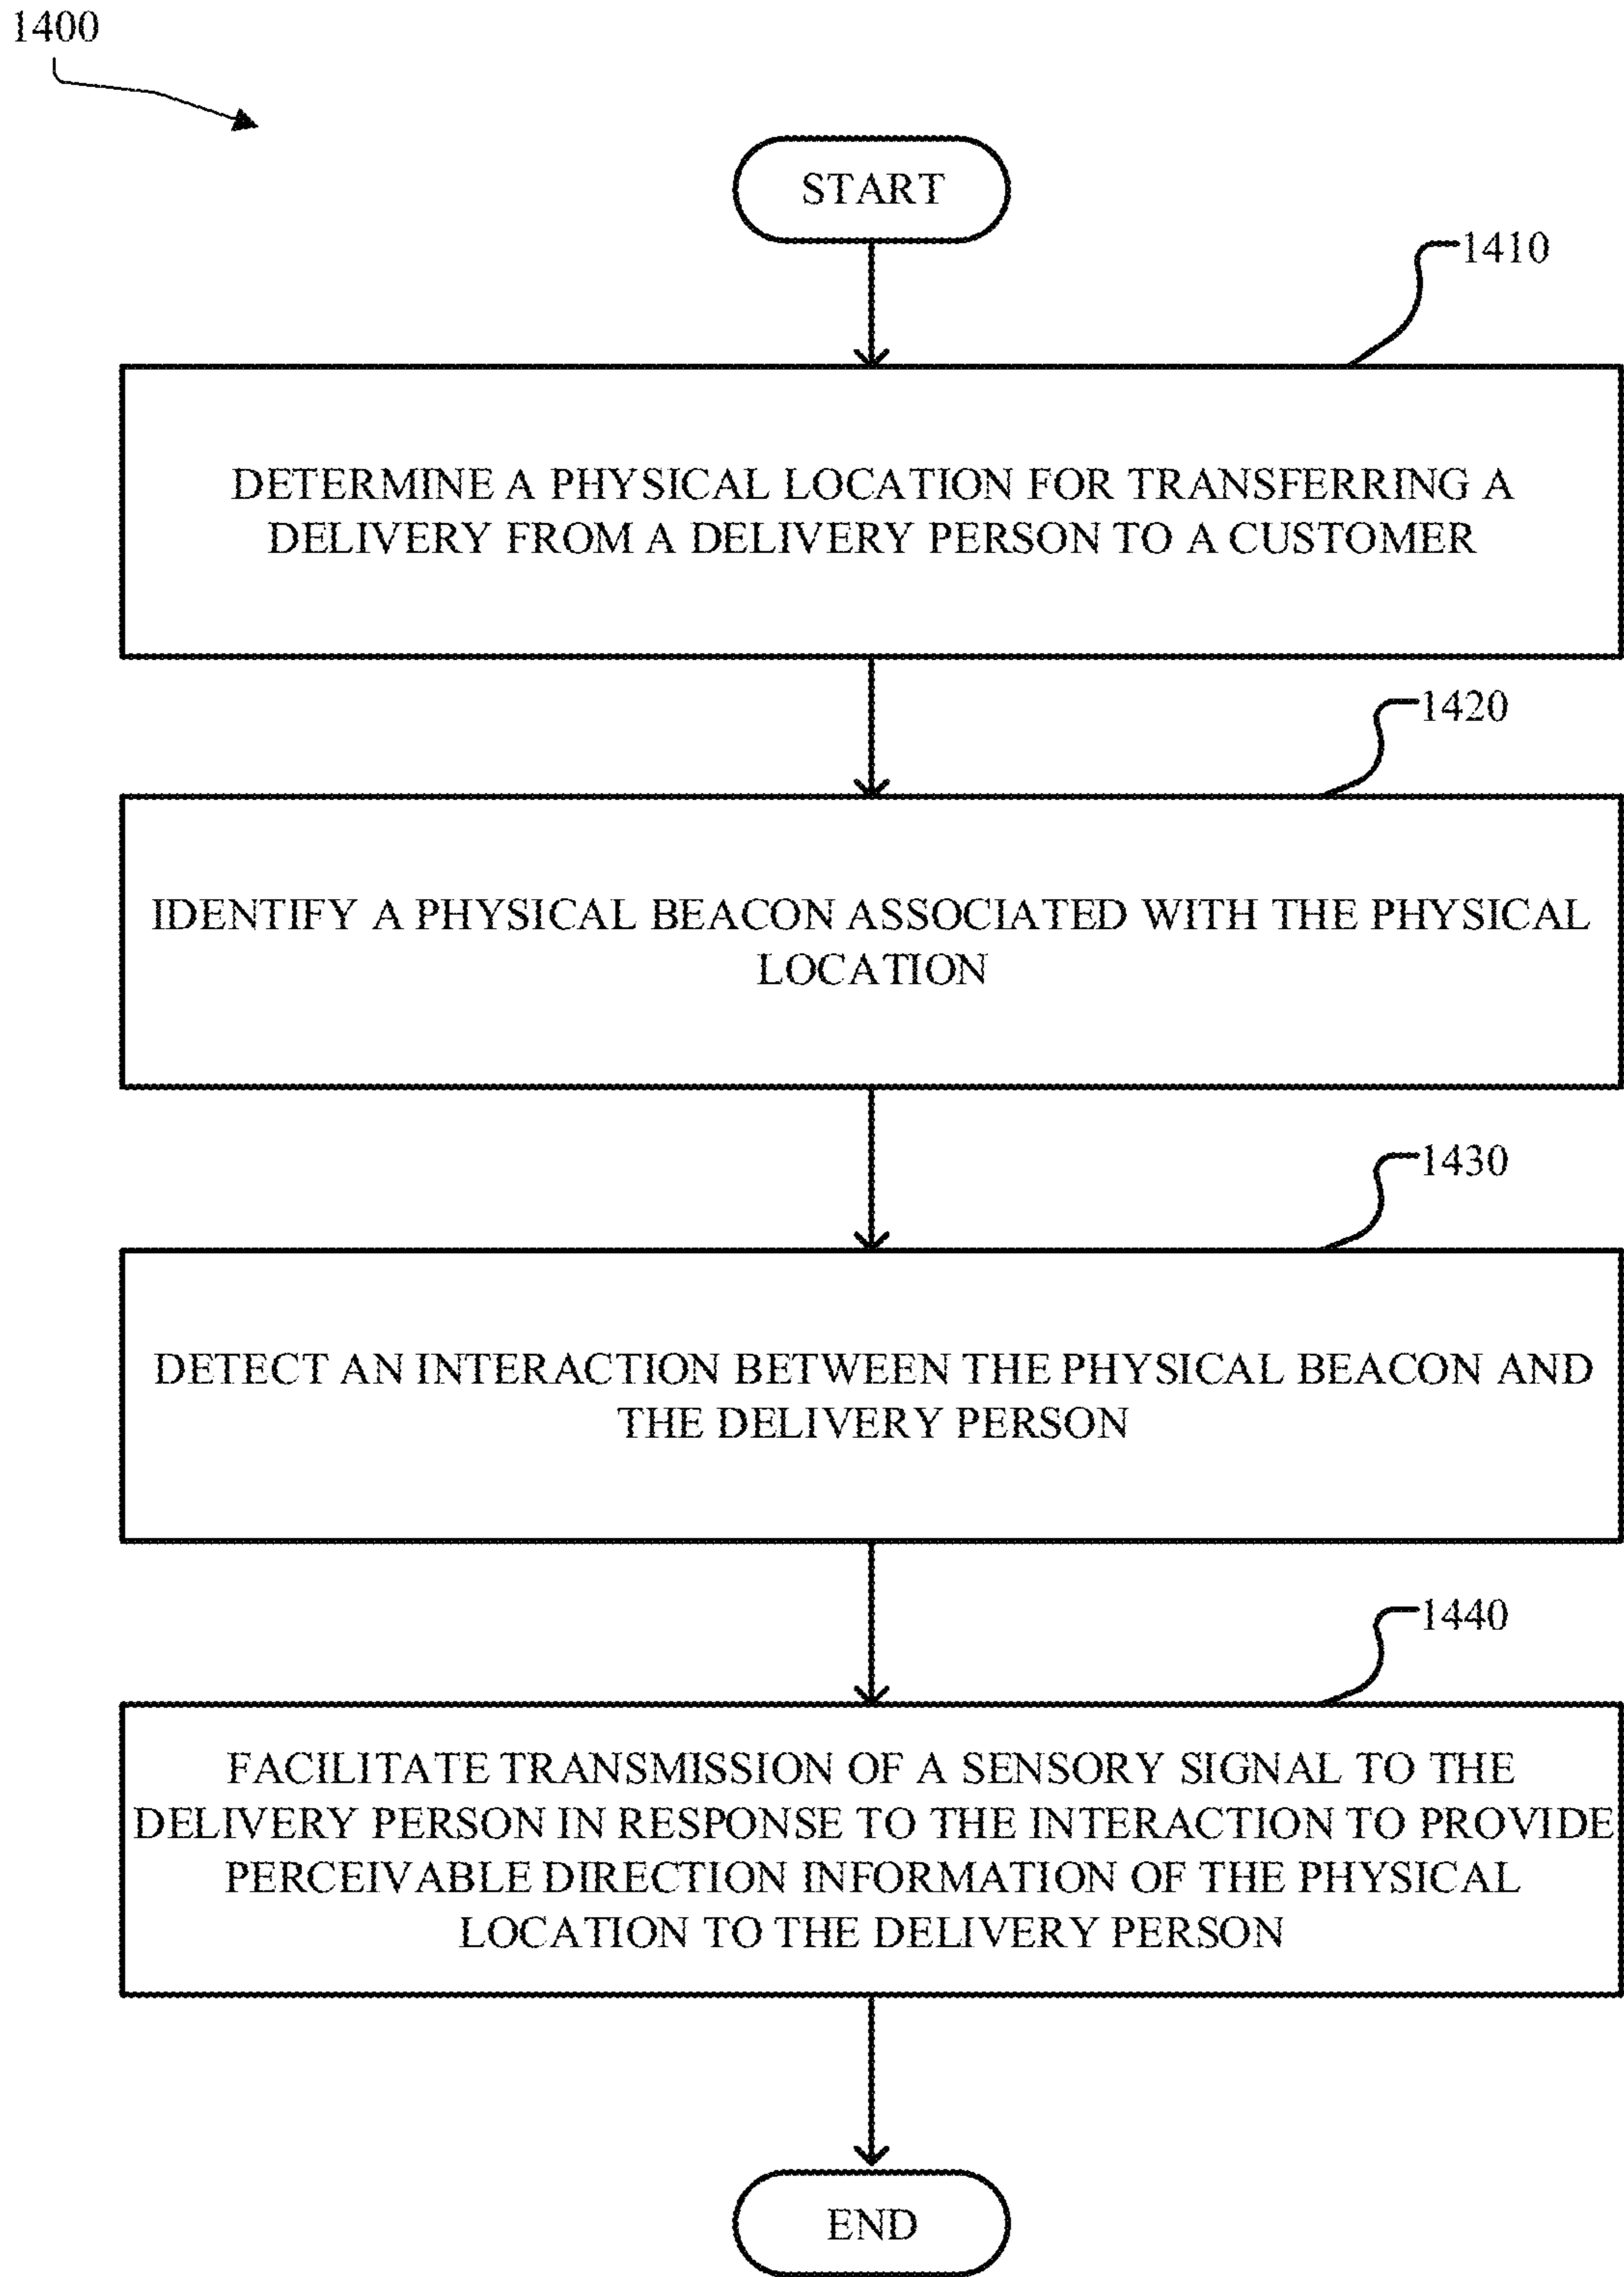 1400
START
1410
DETERMINE A PHYSICAL LOCATION FOR TRANSFERRING A
DELIVERY FROM A DELIVERY PERSON TO A CUSTOMER
1420
IDENTIFY A PHYSICAL BEACON ASSOCIATED WITH THE PHYSICAL
LOCATION
1430
DETECT AN INTERACTION BETWEEN THE PHYSICAL BEACON AND
THE DELIVERY PERSON
1440
FACILITATE TRANSMISSION OF A SENSORY SIGNAL TO THE
DELIVERY PERSON IN RESPONSE TO THE INTERACTION TO PROVIDE
PERCEIVABLE DIRECTION INFORMATION OF THE PHYSICAL
LOCATION TO THE DELIVERY PERSON
END